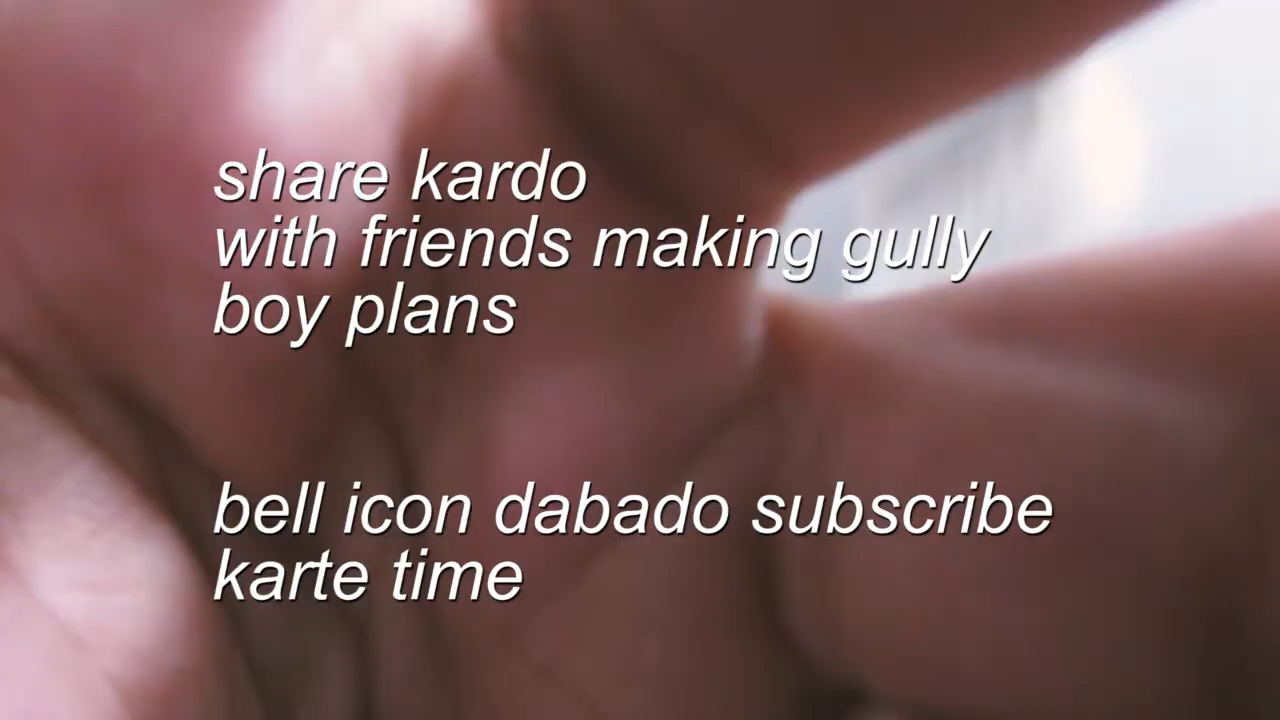 share kardo
with friends making gully
boy plans
bell icon dabado subscribe
karte time